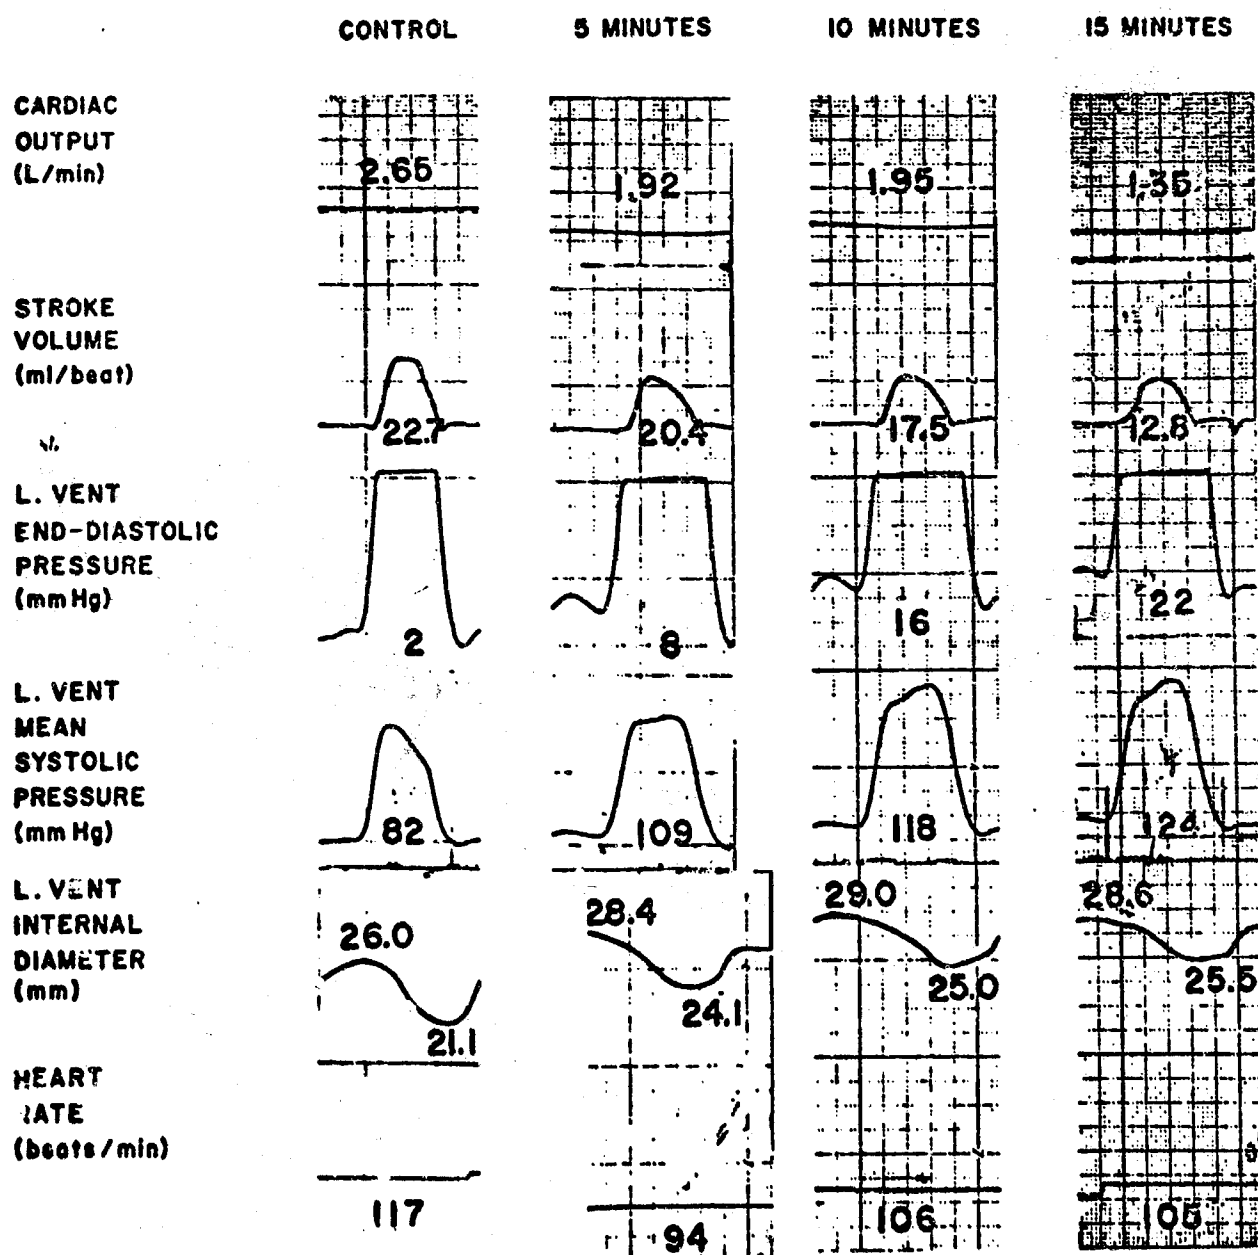 CONTROL 5 MINUTES 10 MINUTES 15 MINUTES
CARDIAC
OUTPUT
(L/min)
2.65 1.92 1.95 1.35
STROKE
VOLUME
(ml/beat)
22.7 20.4 17.5 12.8
L. VENT
END-DIASTOLIC
PRESSURE
(mm Hg)
2 8 16 22
L. VENT
MEAN
SYSTOLIC
PRESSURE
(mm Hg)
82 109 118 124
L. VENT
INTERNAL
DIAMETER
(mm)
26.0 28.4 29.0 28.6
21.1 24.1 25.0 25.5
HEART
RATE
(beats/min)
117 94 106 105